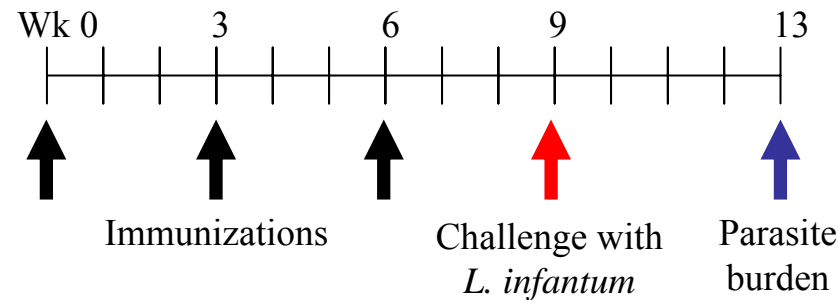 Wk 0 3 6 9 13
Immunizations
Challenge with
L. infantum
Parasite
burden